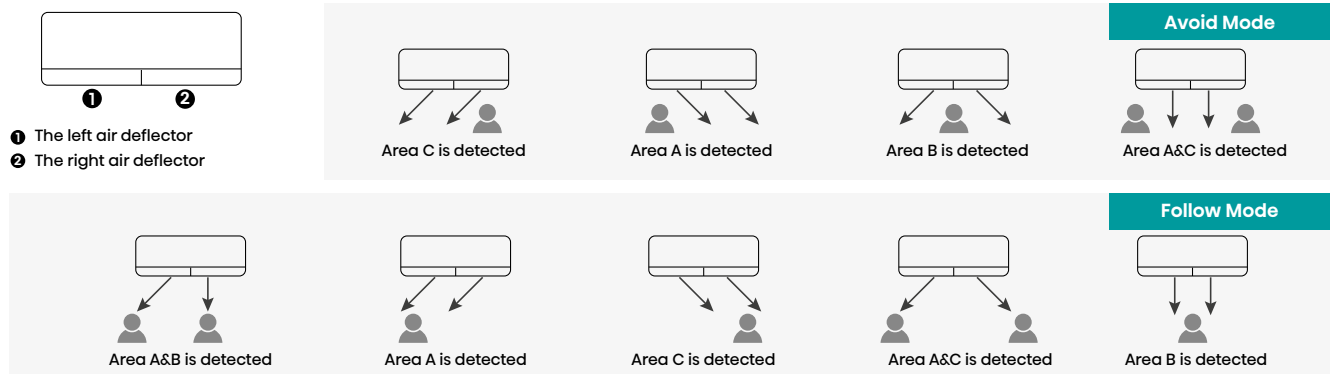 ❶ ❷
❶ The left air deflector
❷ The right air deflector
Avoid Mode
Area C is detected
Area A is detected
Area B is detected
Area A&C is detected
Follow Mode
Area A&B is detected
Area A is detected
Area C is detected
Area A&C is detected
Area B is detected